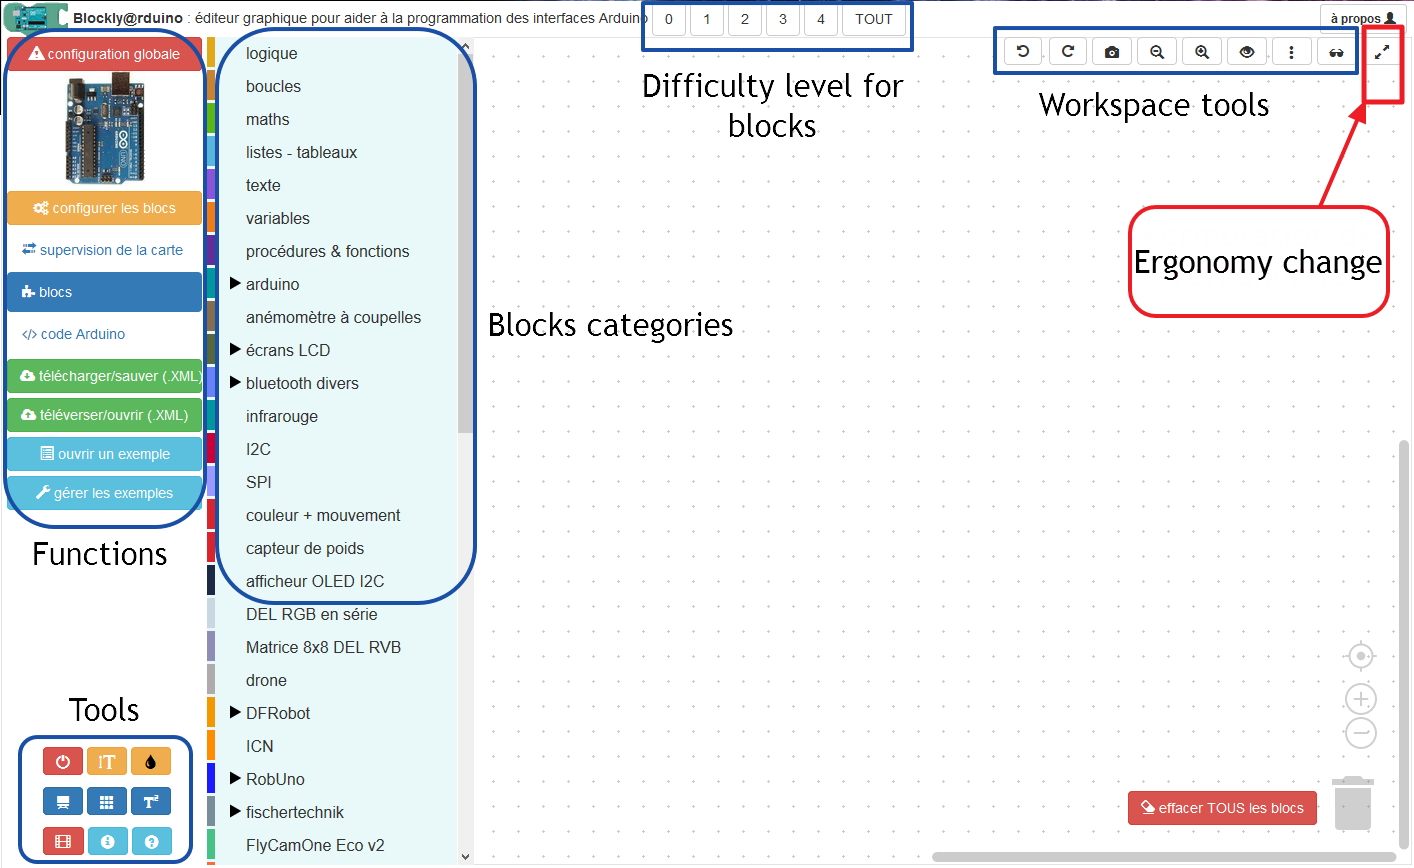 Blockly@rduino : éditeur graphique pour aider à la programmation des interfaces Arduino
0 1 2 3 4 TOUT
à propos
configuration globale
configurer les blocs
supervision de la carte
blocs
code Arduino
télécharger/sauver (.XML)
téléverser/ouvrir (.XML)
ouvrir un exemple
gérer les exemples
Functions
Tools
!T
T²
logique
boucles
maths
listes - tableaux
texte
variables
procédures & fonctions
arduino
anémomètre à coupelles
écrans LCD
bluetooth divers
infrarouge
I2C
SPI
couleur + mouvement
capteur de poids
afficheur OLED I2C
DEL RGB en série
Matrice 8x8 DEL RVB
drone
DFRobot
ICN
RobUno
fischertechnik
FlyCamOne Eco v2
Blocks categories
Difficulty level for
blocks
Workspace tools
Ergonomy change
effacer TOUS les blocs